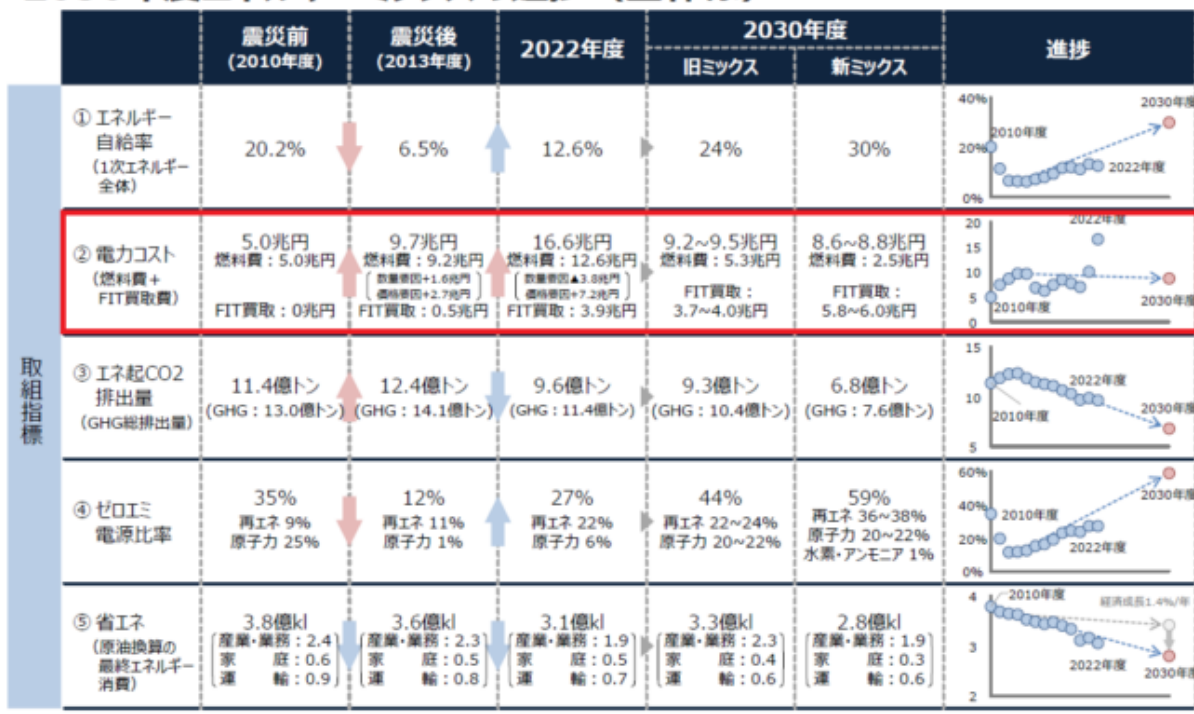 震災前
(2010年度)
震災後
(2013年度)
2022年度
2030年度
旧ミックス
新ミックス
進捗
取組指標
① エネルギー
自給率
(1次エネルギー
全体)
20.2%
6.5%
12.6%
24%
30%
40%
20%
0%
2010年度
2022年度
2030年度
② 電力コスト
(燃料費+
FIT買取費)
5.0兆円
燃料費:5.0兆円
FIT買取:0兆円
9.7兆円
燃料費:9.2兆円
数量要因+1.6兆円
価格要因+2.7兆円
FIT買取:0.5兆円
16.6兆円
燃料費:12.6兆円
数量要因▲3.8兆円
価格要因+7.2兆円
FIT買取:3.9兆円
9.2~9.5兆円
燃料費:5.3兆円
FIT買取:
3.7~4.0兆円
8.6~8.8兆円
燃料費:2.5兆円
FIT買取:
5.8~6.0兆円
20
15
10
5
0
2022年度
2010年度
2030年度
③ エネ起CO2
排出量
(GHG総排出量)
11.4億トン
(GHG:13.0億トン)
12.4億トン
(GHG:14.1億トン)
9.6億トン
(GHG:11.4億トン)
9.3億トン
(GHG:10.4億トン)
6.8億トン
(GHG:7.6億トン)
15
10
5
2010年度
2022年度
2030年度
④ ゼロエミ
電源比率
35%
再エネ 9%
原子力 25%
12%
再エネ 11%
原子力 1%
27%
再エネ 22%
原子力 6%
44%
再エネ 22~24%
原子力 20~22%
59%
再エネ 36~38%
原子力 20~22%
水素・アンモニア 1%
60%
40%
20%
0%
2010年度
2022年度
2030年度
⑤ 省エネ
(原油換算の
最終エネルギー
消費)
3.8億kl
産業・業務:2.4
家 庭:0.6
運 輸:0.9
3.6億kl
産業・業務:2.3
家 庭:0.5
運 輸:0.8
3.1億kl
産業・業務:1.9
家 庭:0.5
運 輸:0.7
3.3億kl
産業・業務:2.3
家 庭:0.4
運 輸:0.6
2.8億kl
産業・業務:1.9
家 庭:0.3
運 輸:0.6
4
3
2
2010年度
経済成長1.4%/年
2022年度
2030年度